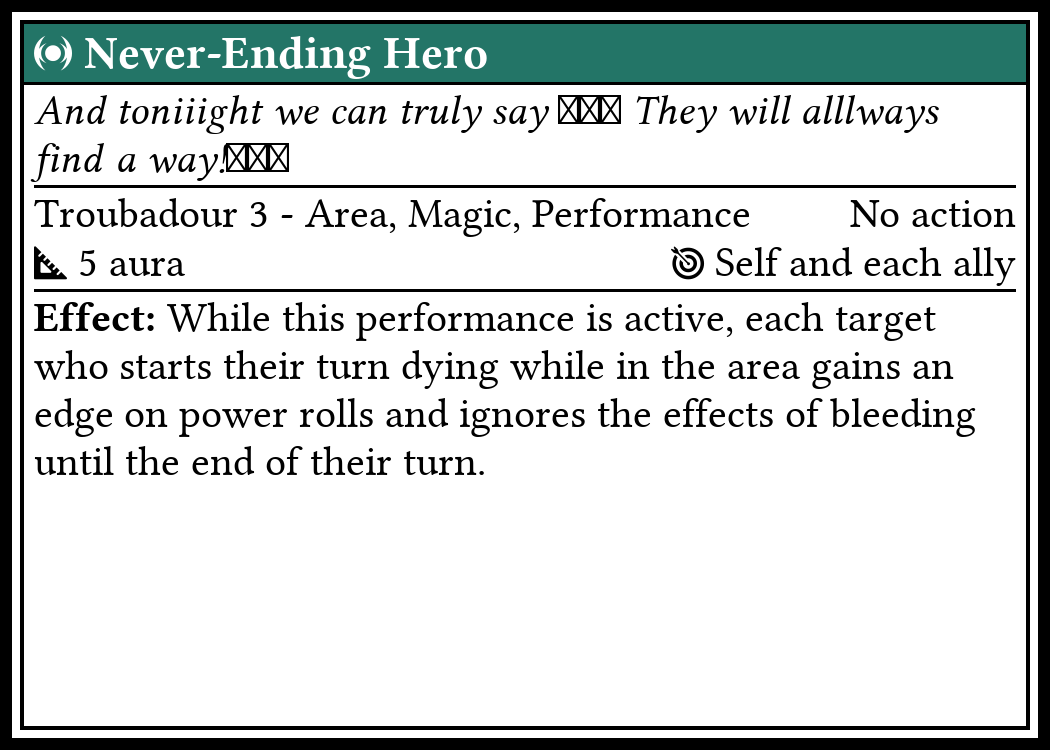 Never-Ending Hero
And toniiight we can truly say They will alllways
find a way!
Troubadour 3 - Area, Magic, Performance No action
5 aura Self and each ally
Effect: While this performance is active, each target
who starts their turn dying while in the area gains an
edge on power rolls and ignores the effects of bleeding
until the end of their turn.